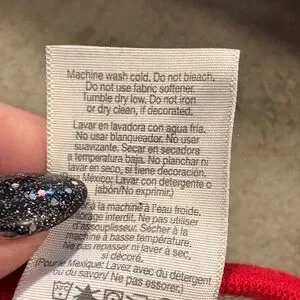 Machine wash cold. Do not bleach.
Do not use fabric softener.
Tumble dry low. Do not iron
or dry clean, if decorated.
Lavar en lavadora con agua fría.
No usar blanqueador. No usar
suavizante. Secar en secadora
a temperatura baja. No planchar ni
lavar en seco, si tiene decoración.
Para México: Lavar con detergente o
jabón/No exprimir.)
à la machine à l'eau froide.
interdit. Ne pas utiliser
d'assouplisseur. Sécher à la
machine à basse température.
Ne pas repasser ni laver à sec,
si décoré.
(Pour le Mexique: Lavez avec du détergent
ou du savon/ Ne pas essorer.)